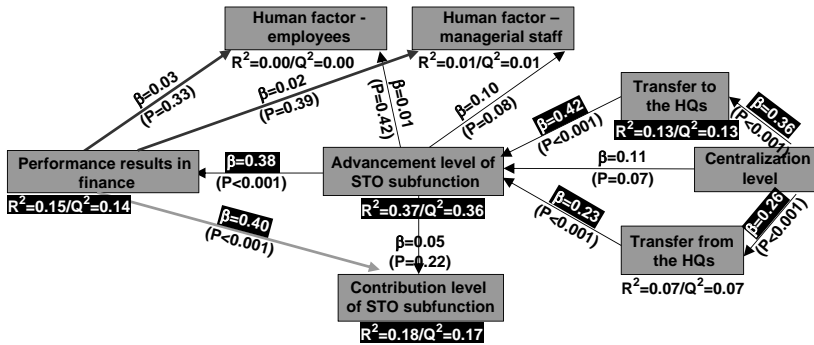 Human factor -
employees
R²=0.00/Q²=0.00
Human factor –
managerial staff
R²=0.01/Q²=0.01
β=0.03
(P=0.33)
β=0.02
(P=0.39)
β=0.01
(P=0.42)
β=0.10
(P=0.08)
Transfer to
the HQs
R²=0.13/Q²=0.13
β=0.42
(P<0.001)
β=0.36
(P<0.001)
Performance results in
finance
R²=0.15/Q²=0.14
β=0.38
(P<0.001)
Advancement level of
STO subfunction
R²=0.37/Q²=0.36
β=0.11
(P=0.07)
Centralization
level
β=0.40
(P<0.001)
β=0.05
(P=0.22)
β=0.23
(P<0.001)
β=0.26
(P<0.001)
Transfer from
the HQs
R²=0.07/Q²=0.07
Contribution level
of STO subfunction
R²=0.18/Q²=0.17